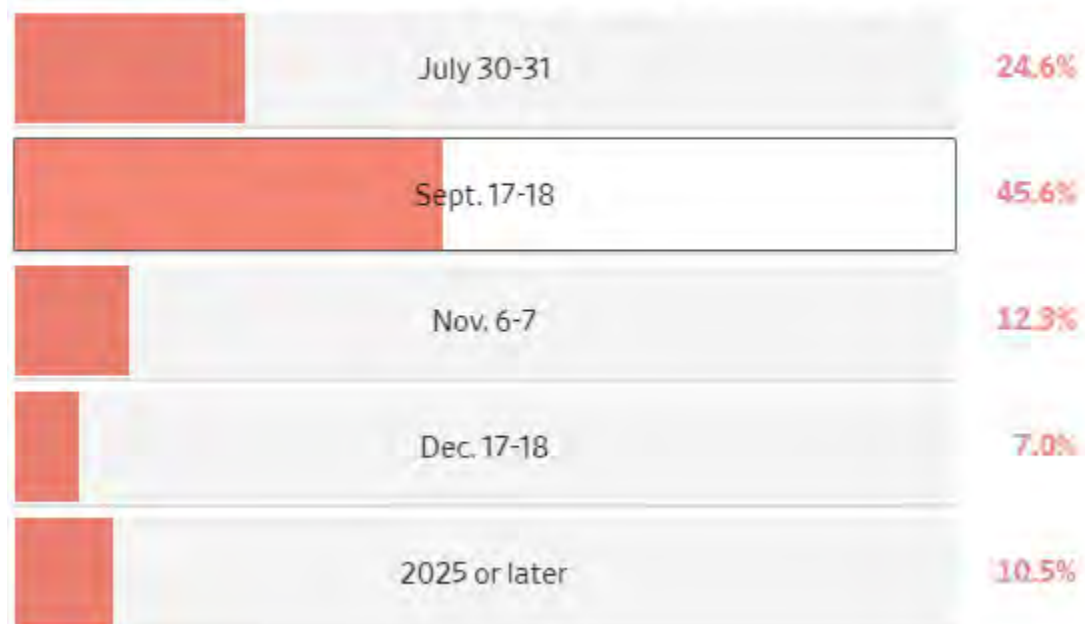 July 30-31 24.6%
Sept. 17-18 45.6%
Nov. 6-7 12.3%
Dec. 17-18 7.0%
2025 or later 10.5%